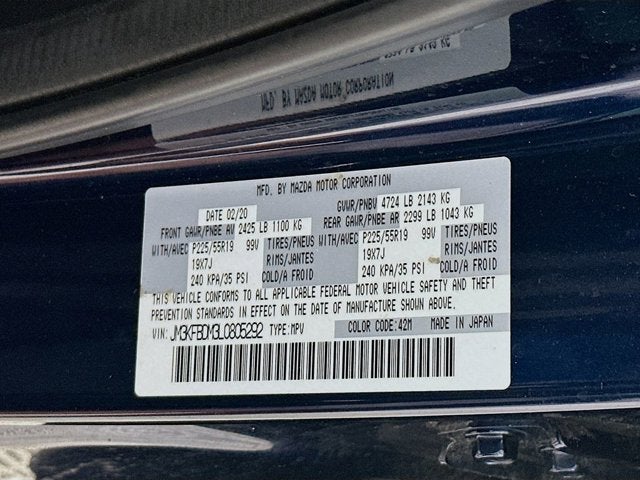 MFD. BY MAZDA MOTOR CORPORATION
DATE 02/20 GVWR/PNBV 4724 LB 2143 KG
FRONT GAWR/PNBE AV 2425 LB 1100 KG REAR GAWR/PNBE AR 2299 LB 1043 KG
WITH/AVEC P225/55R19 99V TIRES/PNEUS WITH/AVEC P225/55R19 99V TIRES/PNEUS
19X7J RIMS/JANTES 19X7J RIMS/JANTES
240 KPA/35 PSI COLD/A FROID 240 KPA/35 PSI COLD/A FROID
THIS VEHICLE CONFORMS TO ALL APPLICABLE FEDERAL MOTOR VEHICLE SAFETY AND THEFT
PREVENTION STANDARDS IN EFFECT ON THE DATE OF MANUFACTURE SHOWN ABOVE.
VIN: JM3KFBDM3L0805292 TYPE:MPV COLOR CODE:42M MADE IN JAPAN